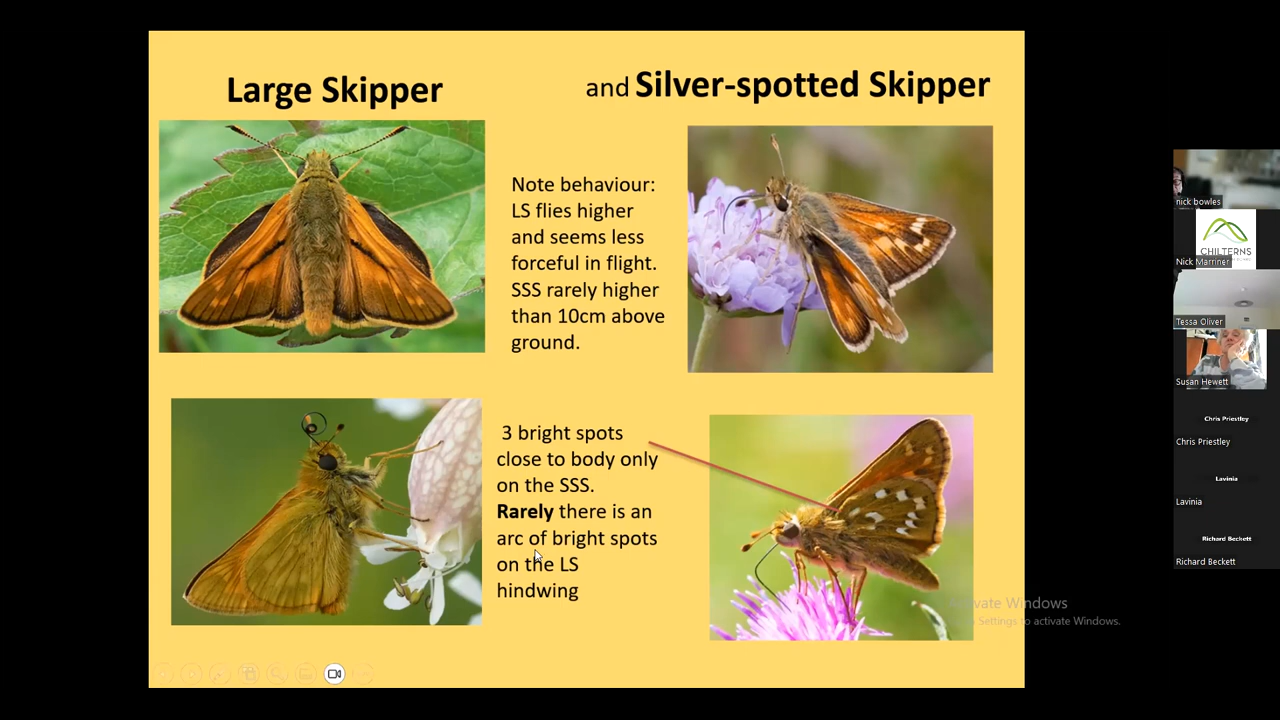 Large Skipper
and Silver-spotted Skipper
Note behaviour:
LS flies higher
and seems less
forceful in flight.
SSS rarely higher
than 10cm above
ground.
3 bright spots
close to body only
on the SSS.
Rarely there is an
arc of bright spots
on the LS
hindwing
nick bowles
CHILTERNS
Nick Marriner
Tessa Oliver
Susan Hewett
Chris Priestley
Chris Priestley
Lavinia
Lavinia
Richard Beckett
Richard Beckett
Windows
Settings to activate Windows.